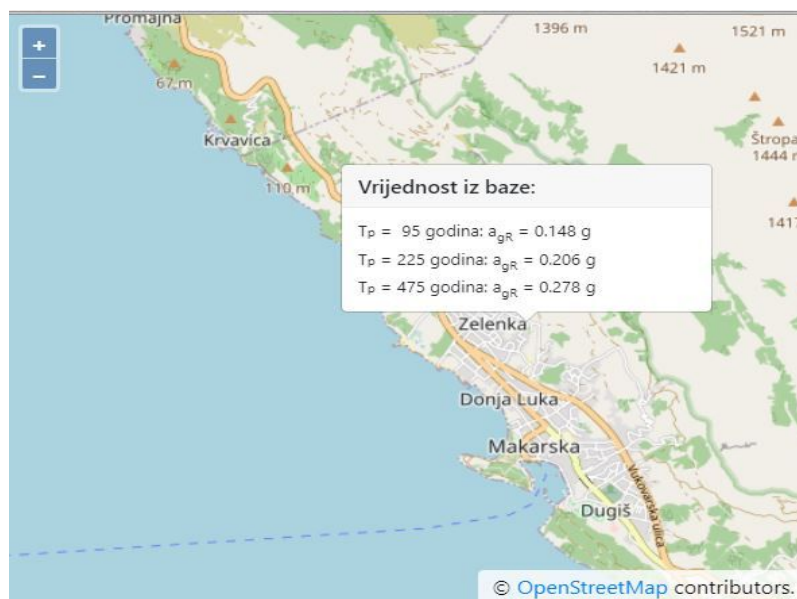 Promajna
1396 m
1521 m
+
−
67 m
1421 m
Krvavica
Štropa
1444 m
110 m
Vrijednost iz baze:
1417
Tp = 95 godina: agR = 0.148 g
Tp = 225 godina: agR = 0.206 g
Tp = 475 godina: agR = 0.278 g
Zelenka
Donja Luka
Makarska
Vukovarska ulica
Dugiš
© OpenStreetMap contributors.